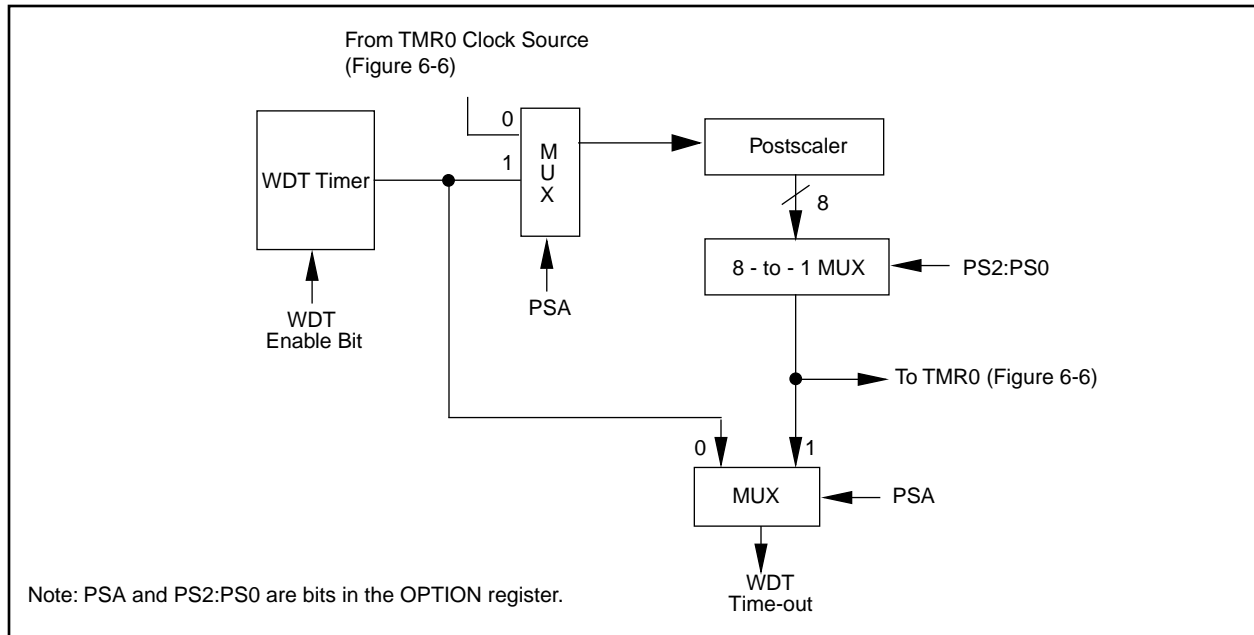 From TMR0 Clock Source
(Figure 6-6)
0
1
M
U
X
WDT Timer
Postscaler
8
8 - to - 1 MUX
PS2:PS0
PSA
WDT
Enable Bit
To TMR0 (Figure 6-6)
0
1
MUX
PSA
WDT
Time-out
Note: PSA and PS2:PS0 are bits in the OPTION register.